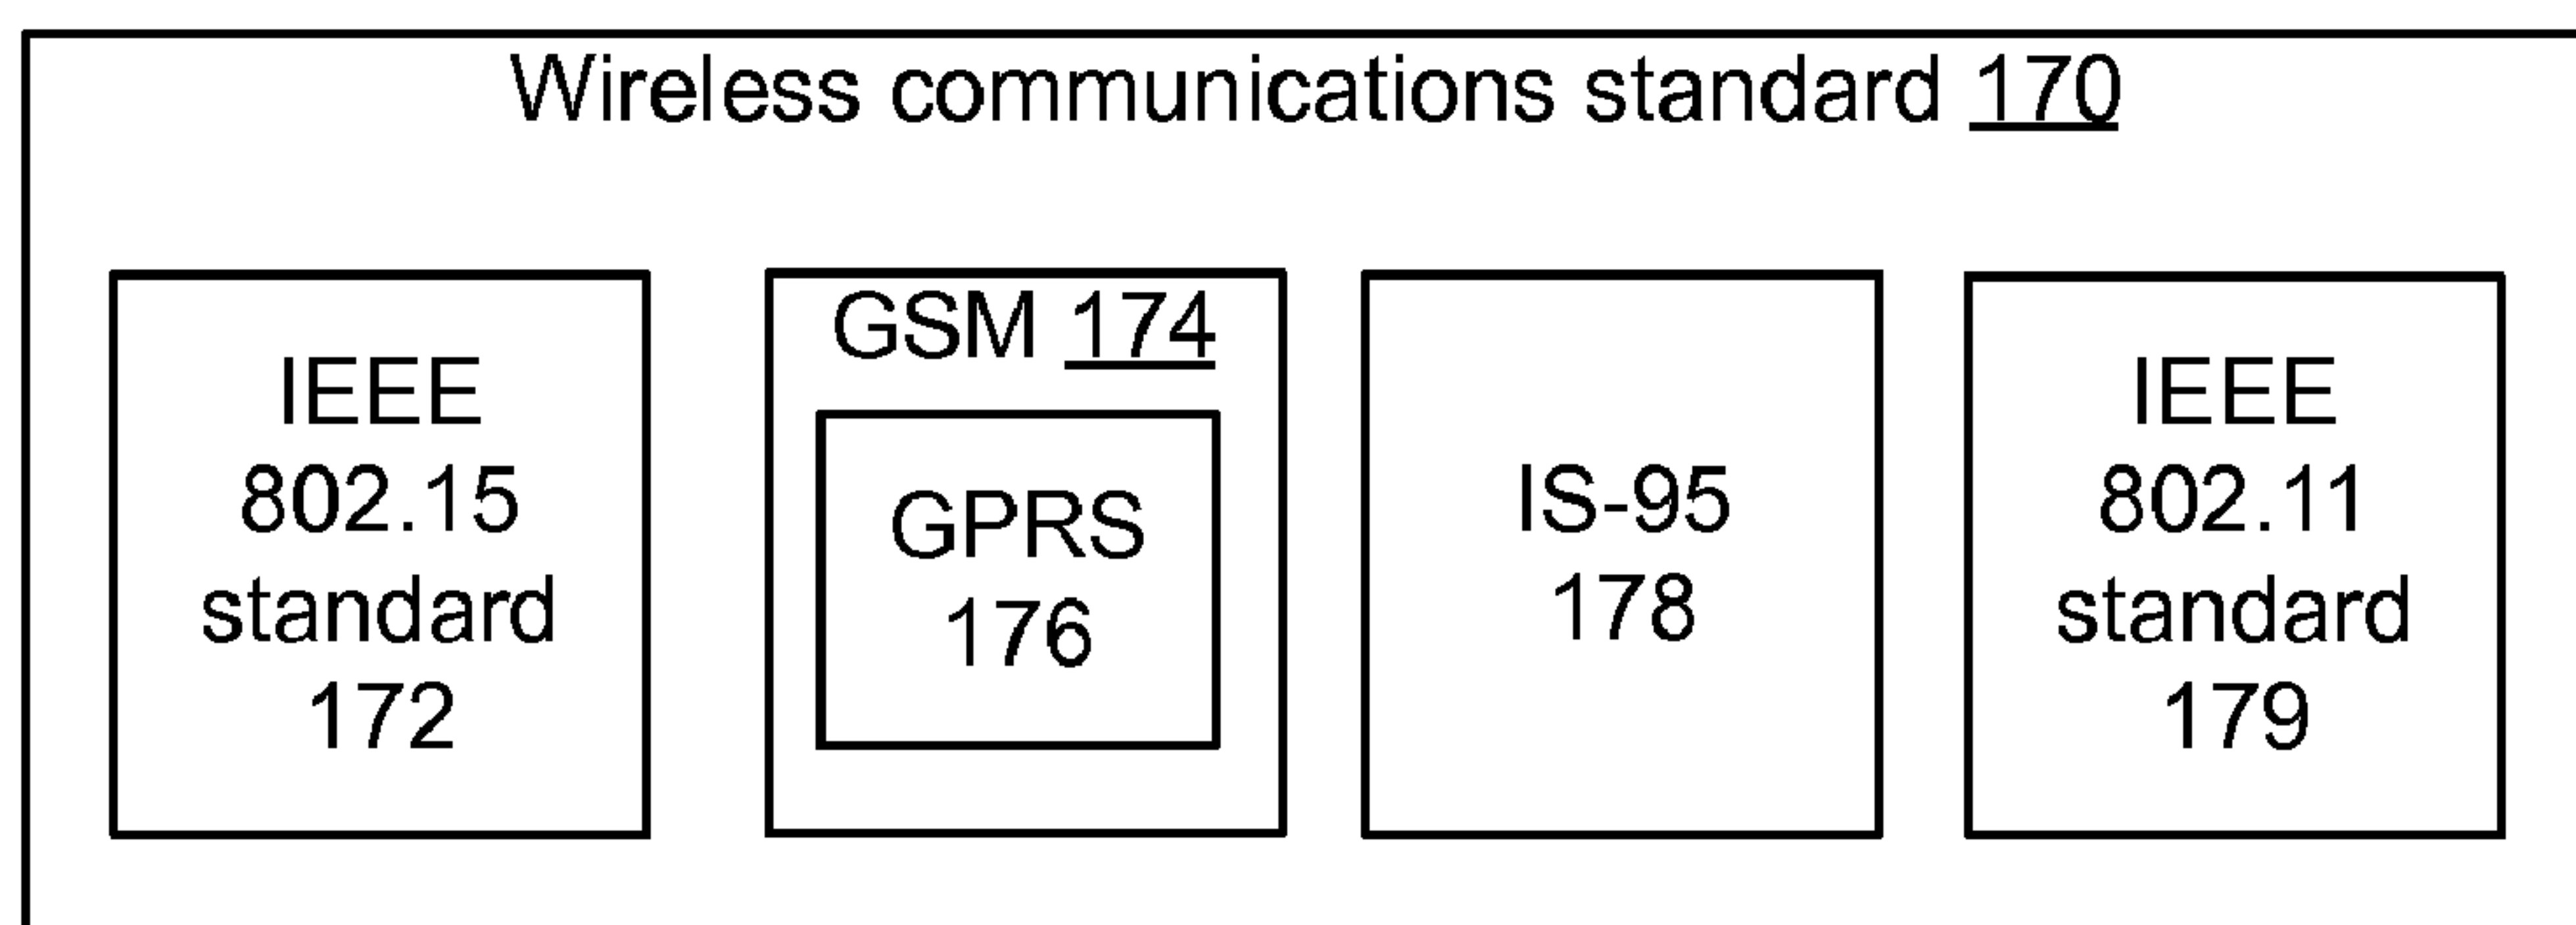 Wireless communications standard 170
IEEE
802.15
standard
172
GSM 174
GPRS
176
IS-95
178
IEEE
802.11
standard
179